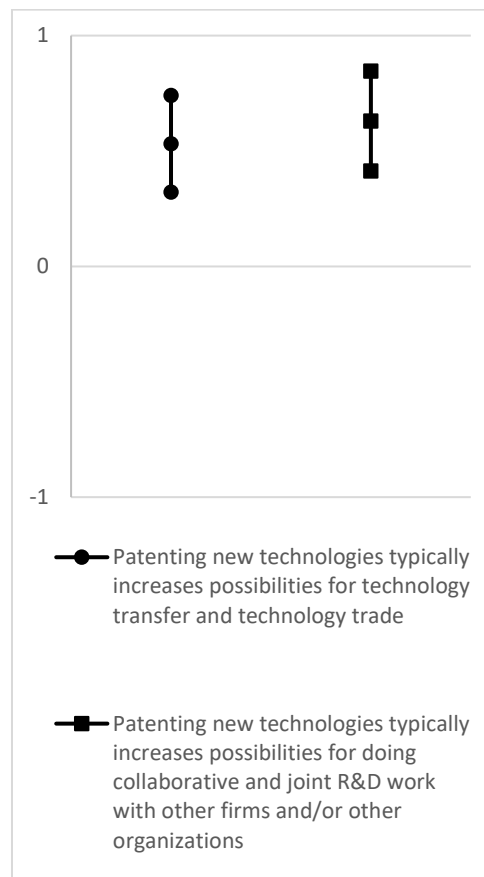 1
0
-1
Patenting new technologies typically
increases possibilities for technology
transfer and technology trade
Patenting new technologies typically
increases possibilities for doing
collaborative and joint R&D work
with other firms and/or other
organizations